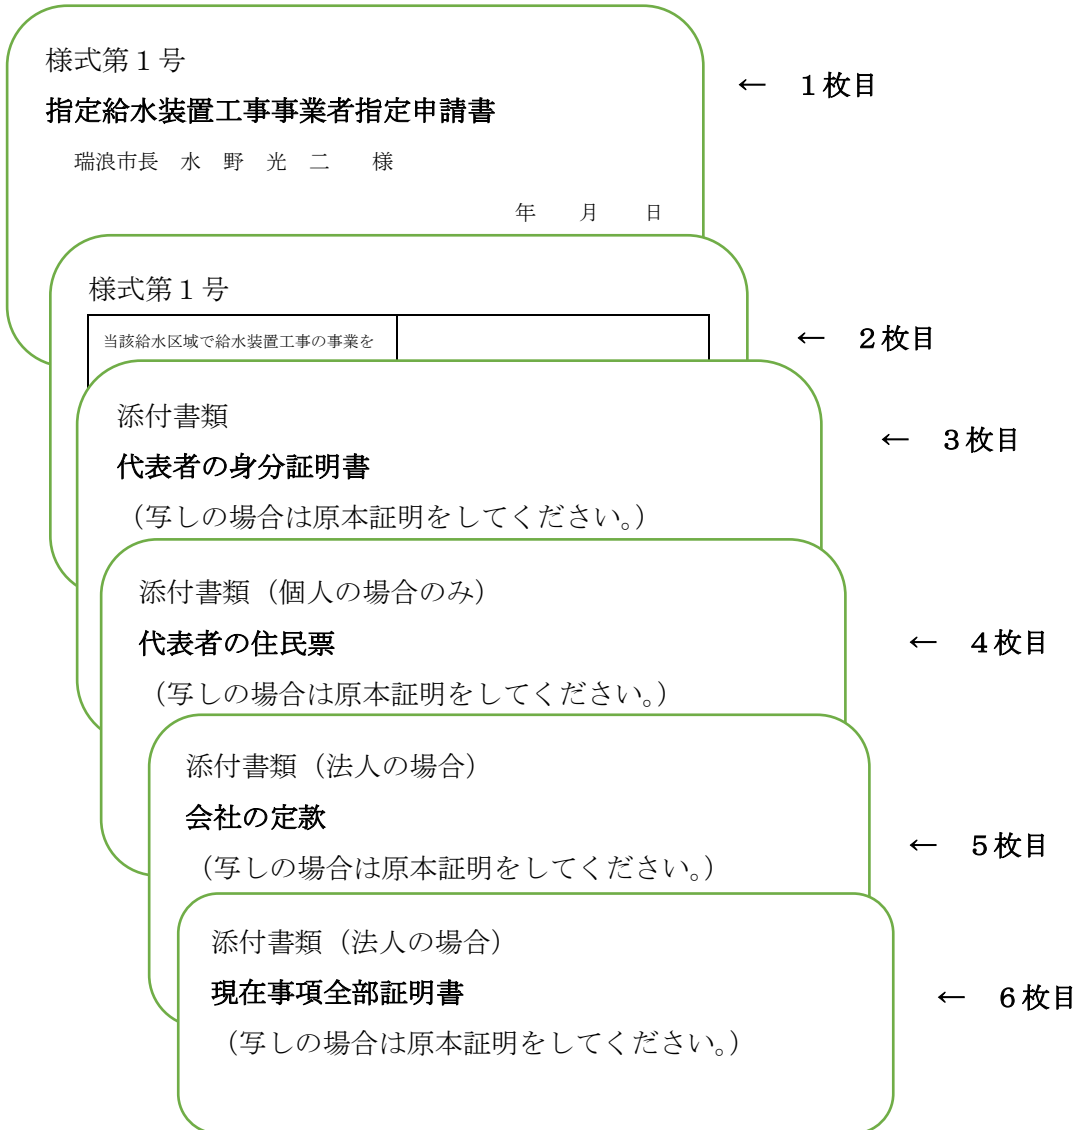 様式第１号
← １枚目
指定給水装置工事事業者指定申請書
瑞浪市長　水　野　光　二　　様
年　　月　　日
様式第１号
← ２枚目
当該給水区域で給水装置工事の事業を
添付書類
← ３枚目
代表者の身分証明書
（写しの場合は原本証明をしてください。）
添付書類（個人の場合のみ）
代表者の住民票
← ４枚目
（写しの場合は原本証明をしてください。）
添付書類（法人の場合）
会社の定款
← ５枚目
（写しの場合は原本証明をしてください。）
添付書類（法人の場合）
現在事項全部証明書
← ６枚目
（写しの場合は原本証明をしてください。）